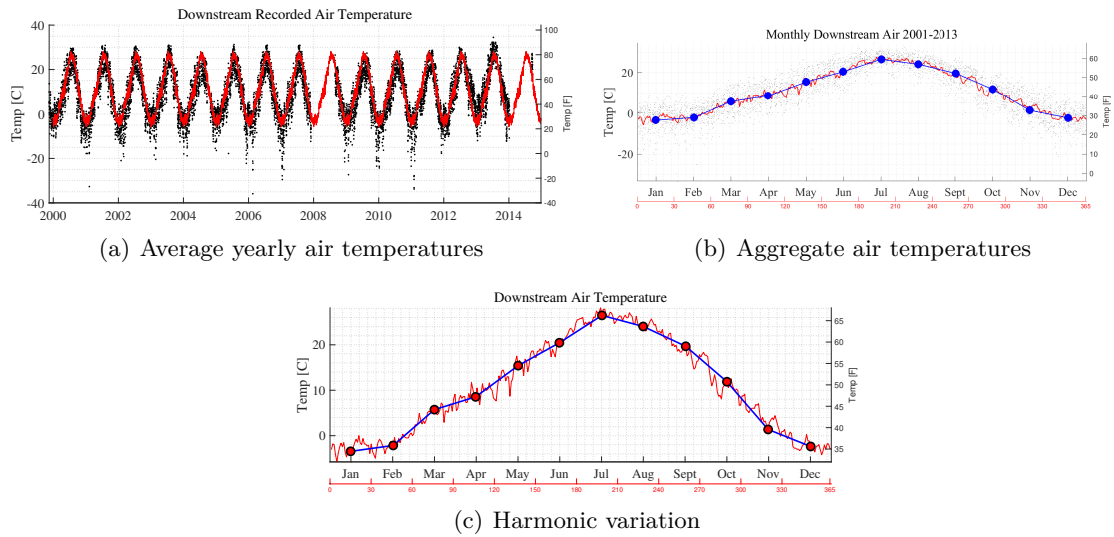 Downstream Recorded Air Temperature
40
20
0
-20
-40
Temp [C]
100
80
60
40
20
0
-20
-40
Temp [F]
2000 2002 2004 2006 2008 2010 2012 2014
(a) Average yearly air temperatures
Monthly Downstream Air 2001-2013
20
0
-20
Temp [C]
60
50
40
30
20
10
0
Temp [F]
Jan Feb Mar Apr May Jun Jul Aug Sept Oct Nov Dec
0 30 60 90 120 150 180 210 240 270 300 330 365
(b) Aggregate air temperatures
Downstream Air Temperature
20
10
0
Temp [C]
65
60
55
50
45
40
35
Temp [F]
Jan Feb Mar Apr May Jun Jul Aug Sept Oct Nov Dec
0 30 60 90 120 150 180 210 240 270 300 330 365
(c) Harmonic variation